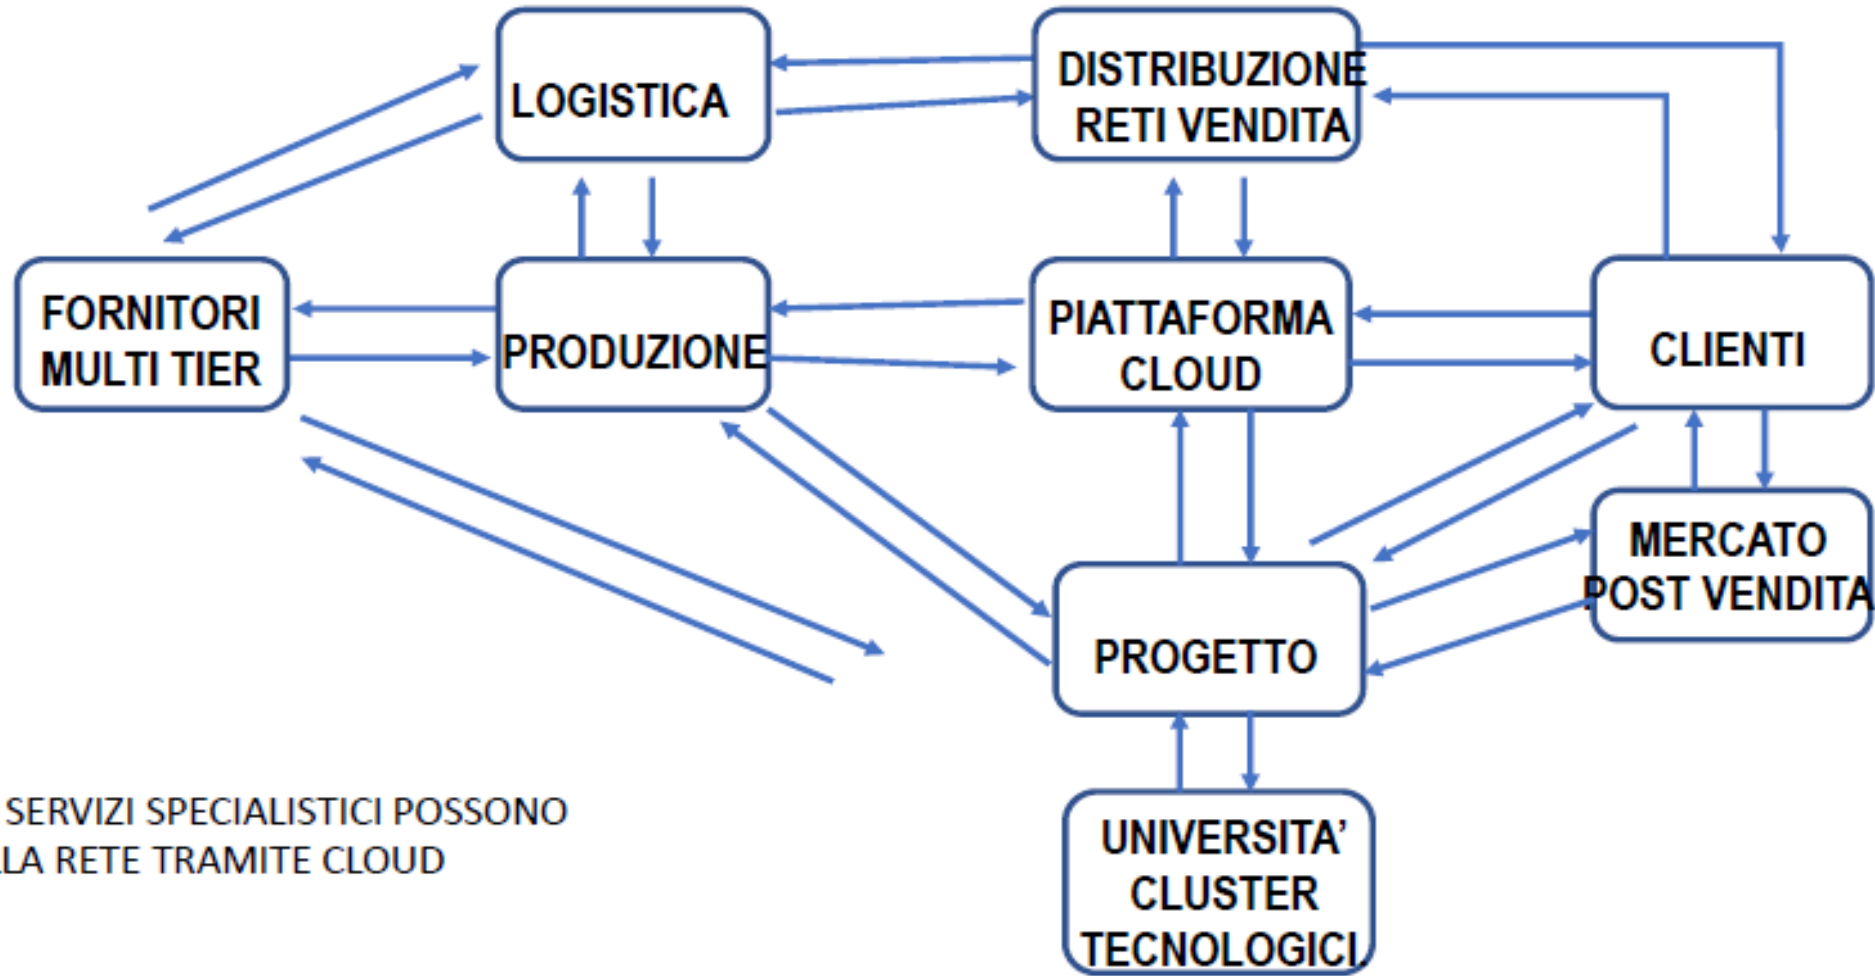 LOGISTICA
DISTRIBUZIONE
RETI VENDITA
FORNITORI
MULTI TIER
PRODUZIONE
PIATTAFORMA
CLOUD
CLIENTI
MERCATO
POST VENDITA
PROGETTO
SERVIZI SPECIALISTICI POSSONO
RETE TRAMITE CLOUD
UNIVERSITA’
CLUSTER
TECNOLOGICI.